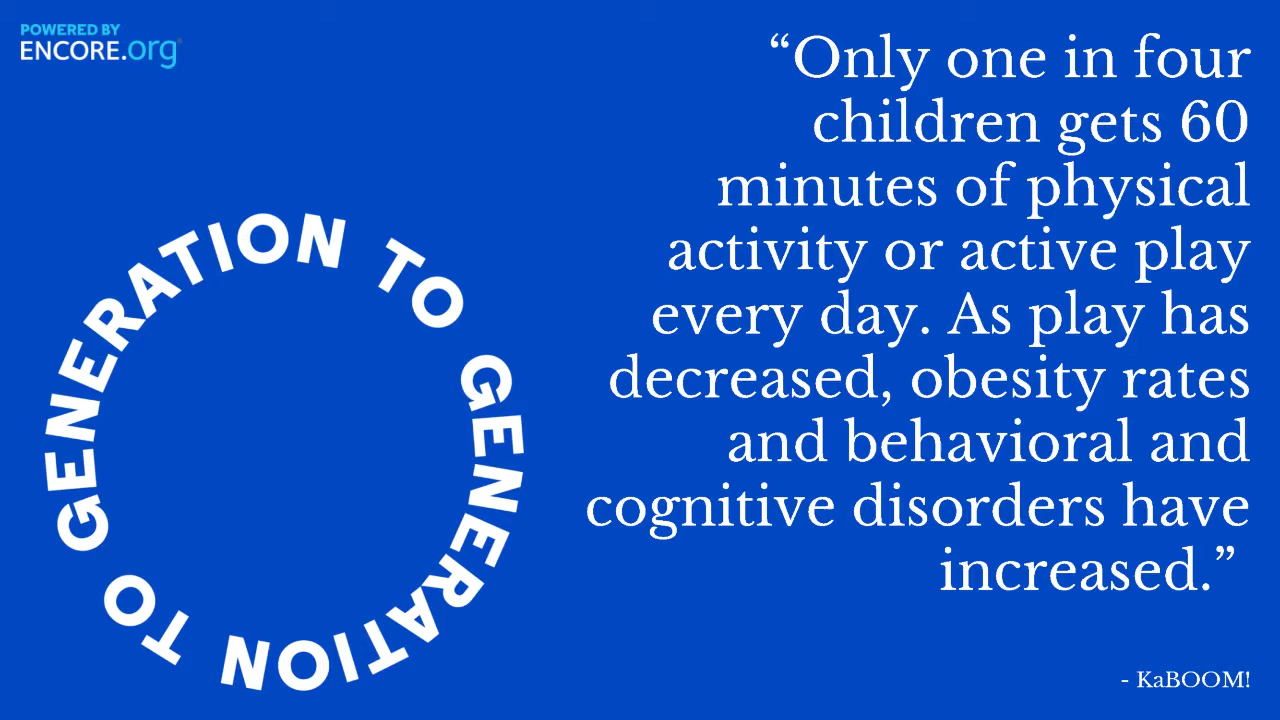 POWERED BY
ENCORE.org
GENERATION TO GENERATION TO
“Only one in four
children gets 60
minutes of physical
activity or active play
every day. As play has
decreased, obesity rates
and behavioral and
cognitive disorders have
increased.”
- KaBOOM!